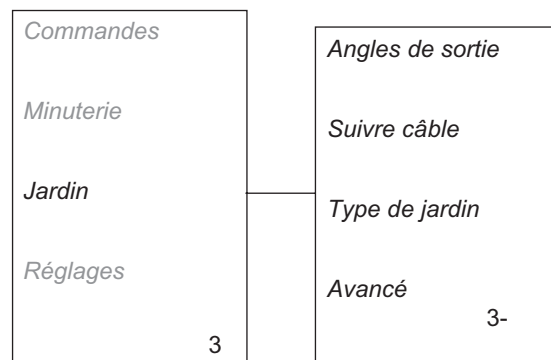 Commandes
Minuterie
Jardin
Réglages
3
Angles de sortie
Suivre câble
Type de jardin
Avancé
3-